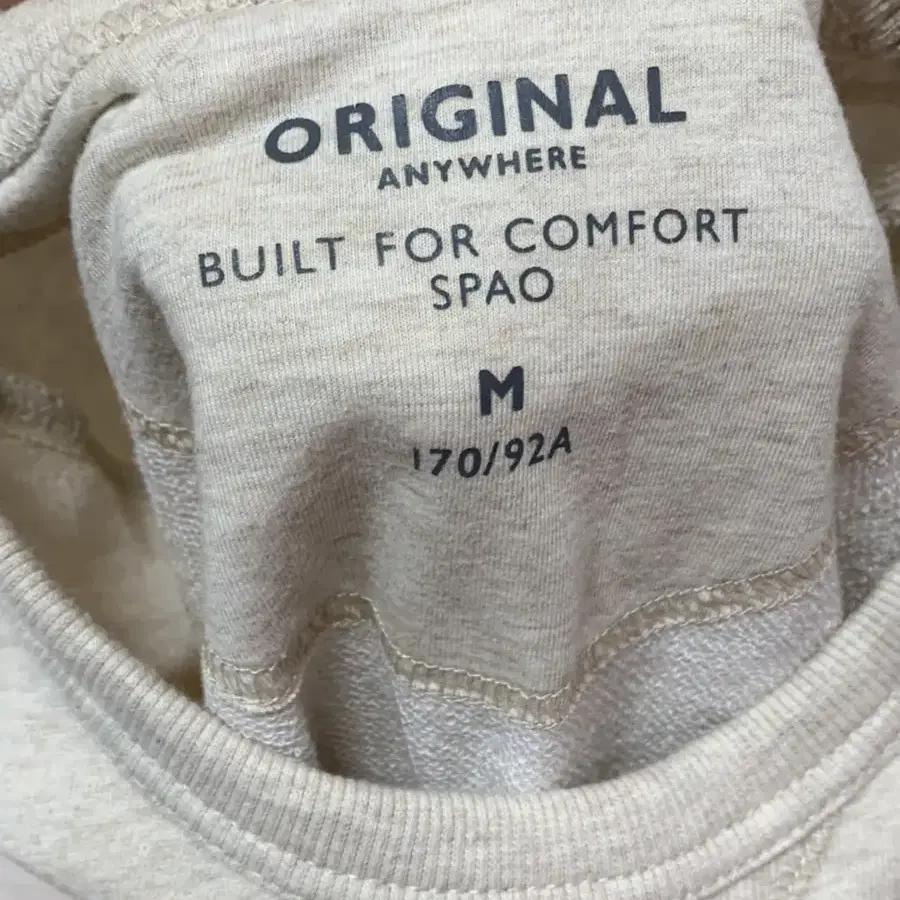 ORIGINAL
ANYWHERE
BUILT FOR COMFORT
SPAO
M
170/92A